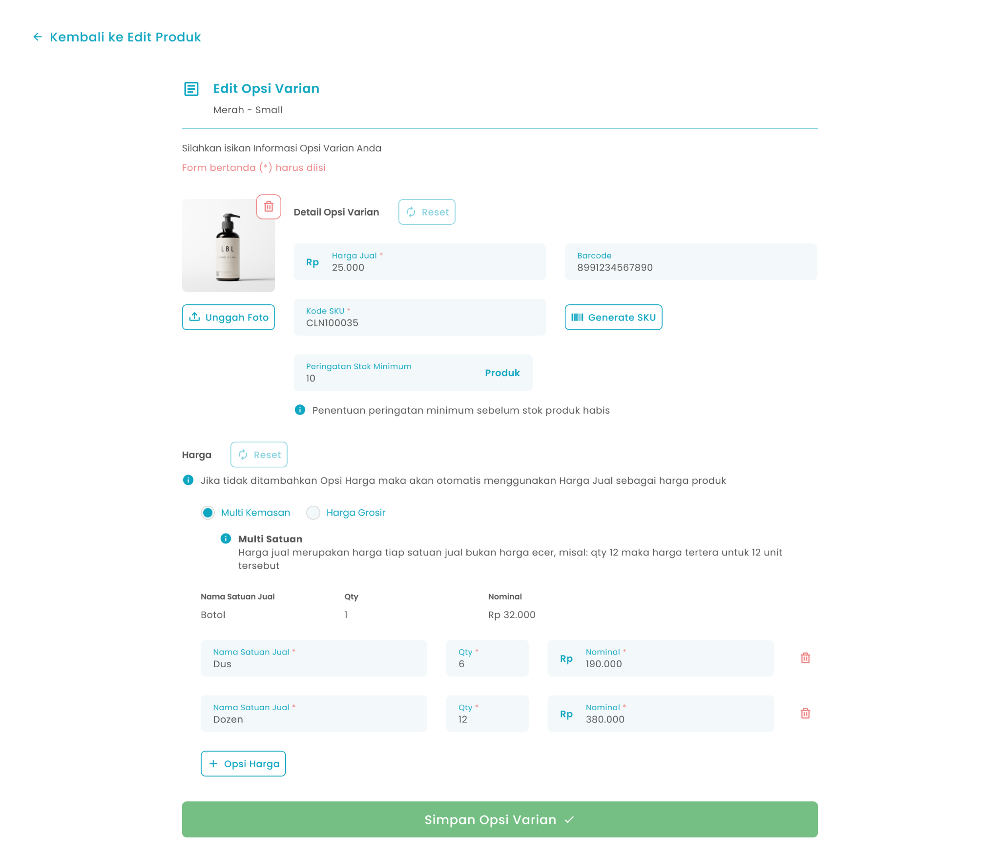 Kembali ke Edit Produk
Edit Opsi Varian
Merah - Small
Silahkan isikan Informasi Opsi Varian Anda
Form bertanda (*) harus diisi
LBL
Unggah Foto
Detail Opsi Varian
Reset
Rp
Harga Jual *
25.000
Barcode
8991234567890
Kode SKU *
CLN100035
Generate SKU
Peringatan Stok Minimum
10
Produk
Penentuan peringatan minimum sebelum stok produk habis
Harga
Reset
Jika tidak ditambahkan Opsi Harga maka akan otomatis menggunakan Harga Jual sebagai harga produk
Multi Kemasan
Harga Grosir
Multi Satuan
Harga jual merupakan harga tiap satuan jual bukan harga ecer, misal: qty 12 maka harga tertera untuk 12 unit
tersebut
Nama Satuan Jual
Qty
Nominal
Botol
1
Rp 32.000
Nama Satuan Jual *
Dus
Qty *
6
Rp
Nominal *
190.000
Nama Satuan Jual *
Dozen
Qty *
12
Rp
Nominal *
380.000
+ Opsi Harga
Simpan Opsi Varian